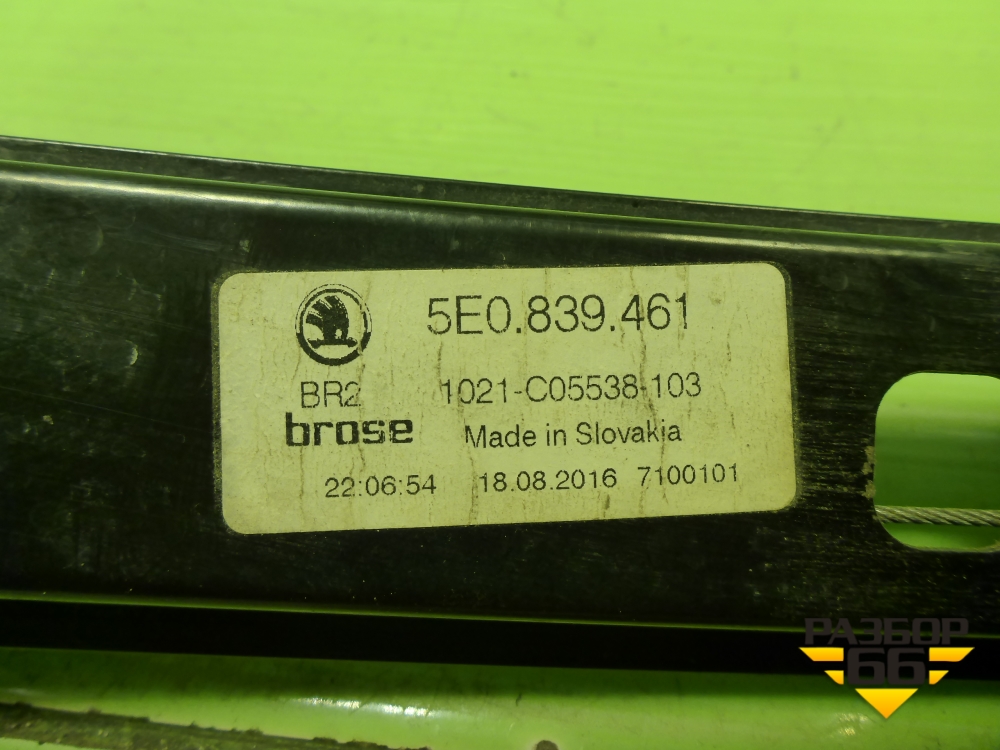 5E0.839.461
BR2 1021-C05538-103
brose Made in Slovakia
22:06:54 18.08.2016 7100101
РАЗБОР
66